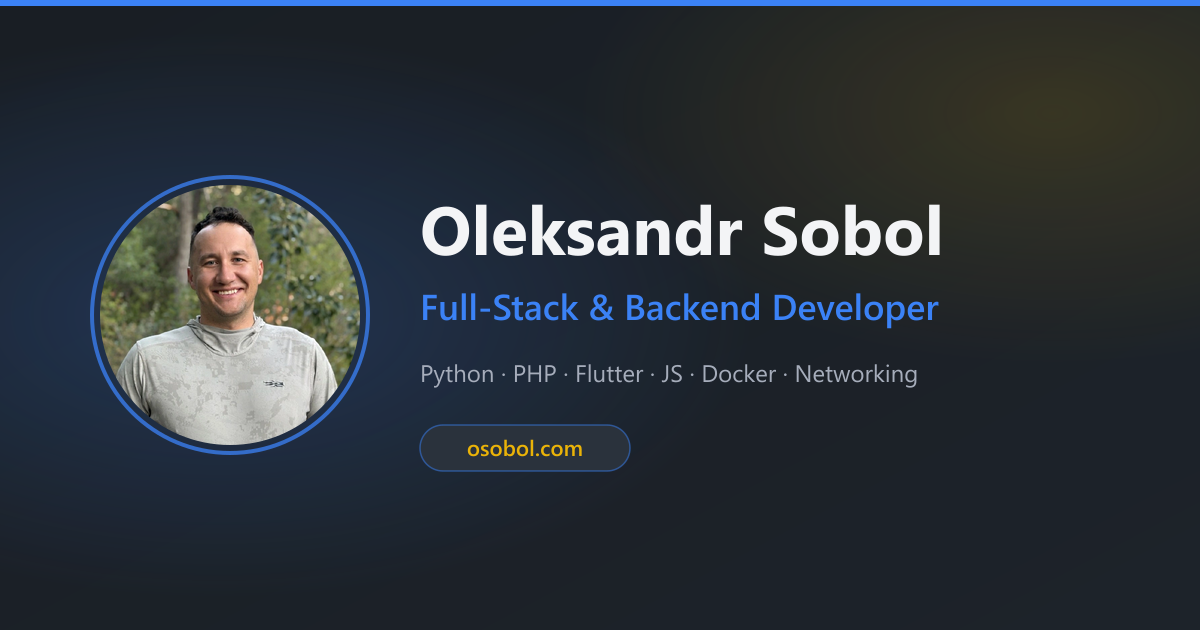 Oleksandr Sobol
Full-Stack & Backend Developer
Python · PHP · Flutter · JS · Docker · Networking
osobol.com